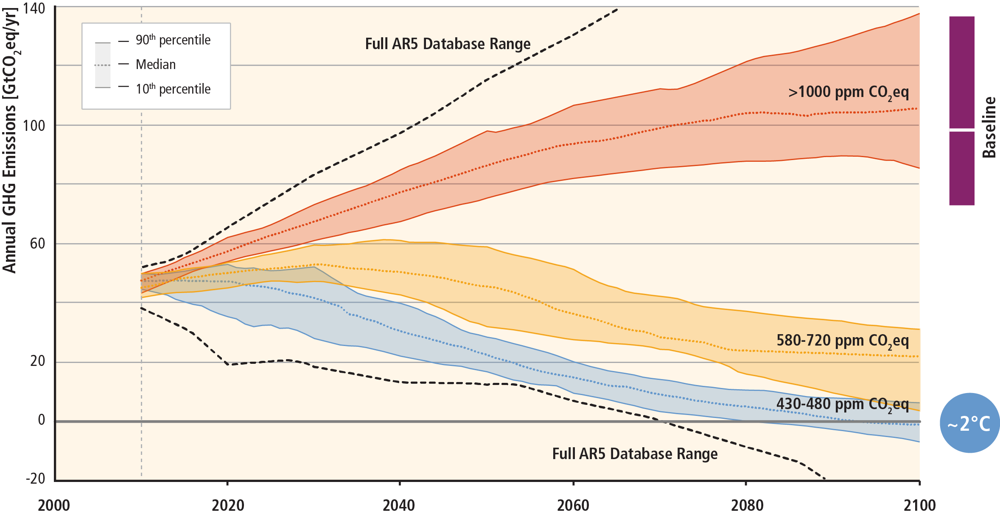 Annual GHG Emissions [GtCO₂eq/yr]
140
100
60
20
0
-20
90th percentile
Median
10th percentile
Full AR5 Database Range
>1000 ppm CO₂eq
Baseline
580-720 ppm CO₂eq
430-480 ppm CO₂eq
~2°C
Full AR5 Database Range
2000 2020 2040 2060 2080 2100